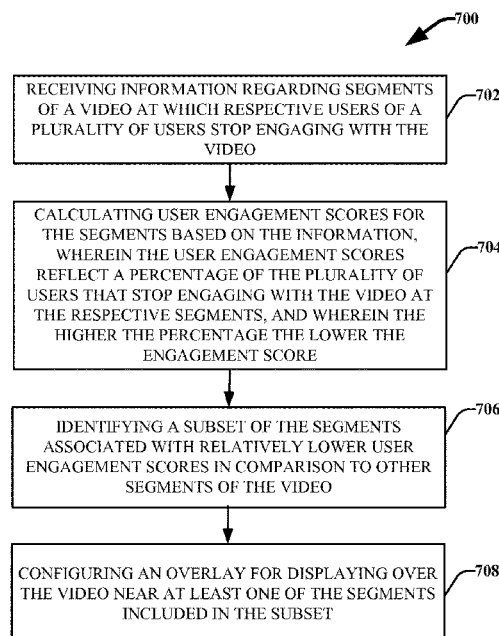 700
RECEIVING INFORMATION REGARDING SEGMENTS
OF A VIDEO AT WHICH RESPECTIVE USERS OF A
PLURALITY OF USERS STOP ENGAGING WITH THE
VIDEO
702
CALCULATING USER ENGAGEMENT SCORES FOR
THE SEGMENTS BASED ON THE INFORMATION,
WHEREIN THE USER ENGAGEMENT SCORES
REFLECT A PERCENTAGE OF THE PLURALITY OF
USERS THAT STOP ENGAGING WITH THE VIDEO AT
THE RESPECTIVE SEGMENTS, AND WHEREIN THE
HIGHER THE PERCENTAGE THE LOWER THE
ENGAGEMENT SCORE
704
IDENTIFYING A SUBSET OF THE SEGMENTS
ASSOCIATED WITH RELATIVELY LOWER USER
ENGAGEMENT SCORES IN COMPARISON TO OTHER
SEGMENTS OF THE VIDEO
706
CONFIGURING AN OVERLAY FOR DISPLAYING OVER
THE VIDEO NEAR AT LEAST ONE OF THE SEGMENTS
INCLUDED IN THE SUBSET
708